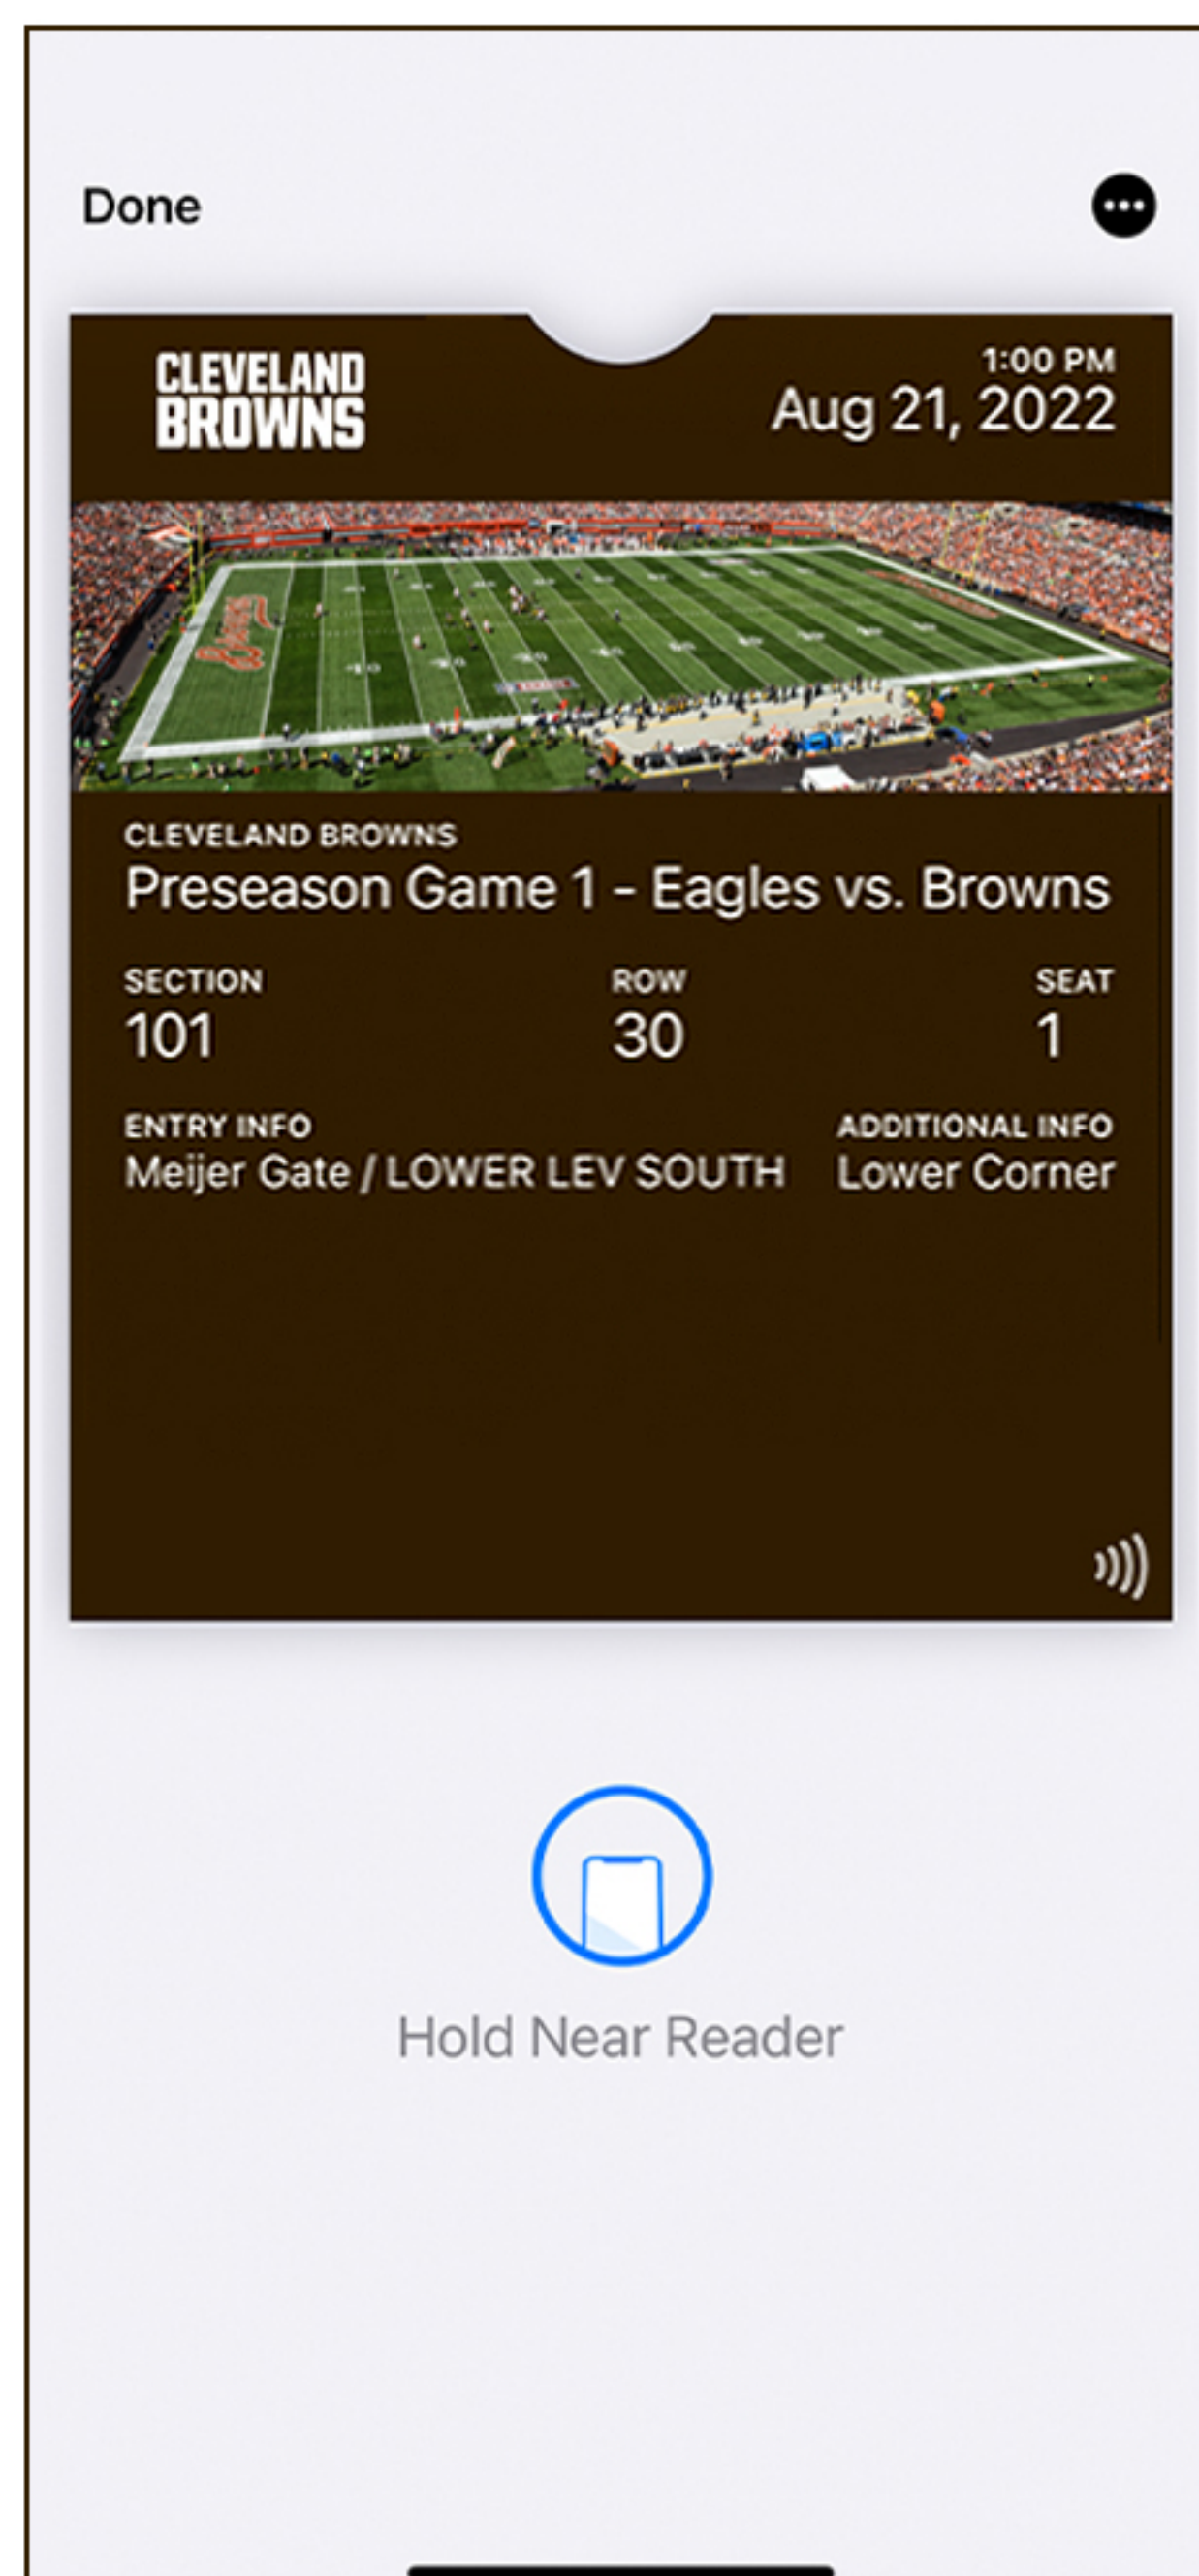 Done
CLEVELAND
BROWNS
1:00 PM
Aug 21, 2022
CLEVELAND BROWNS
Preseason Game 1 - Eagles vs. Browns
SECTION ROW SEAT
101 30 1
ENTRY INFO ADDITIONAL INFO
Meijer Gate / LOWER LEV SOUTH Lower Corner
Hold Near Reader